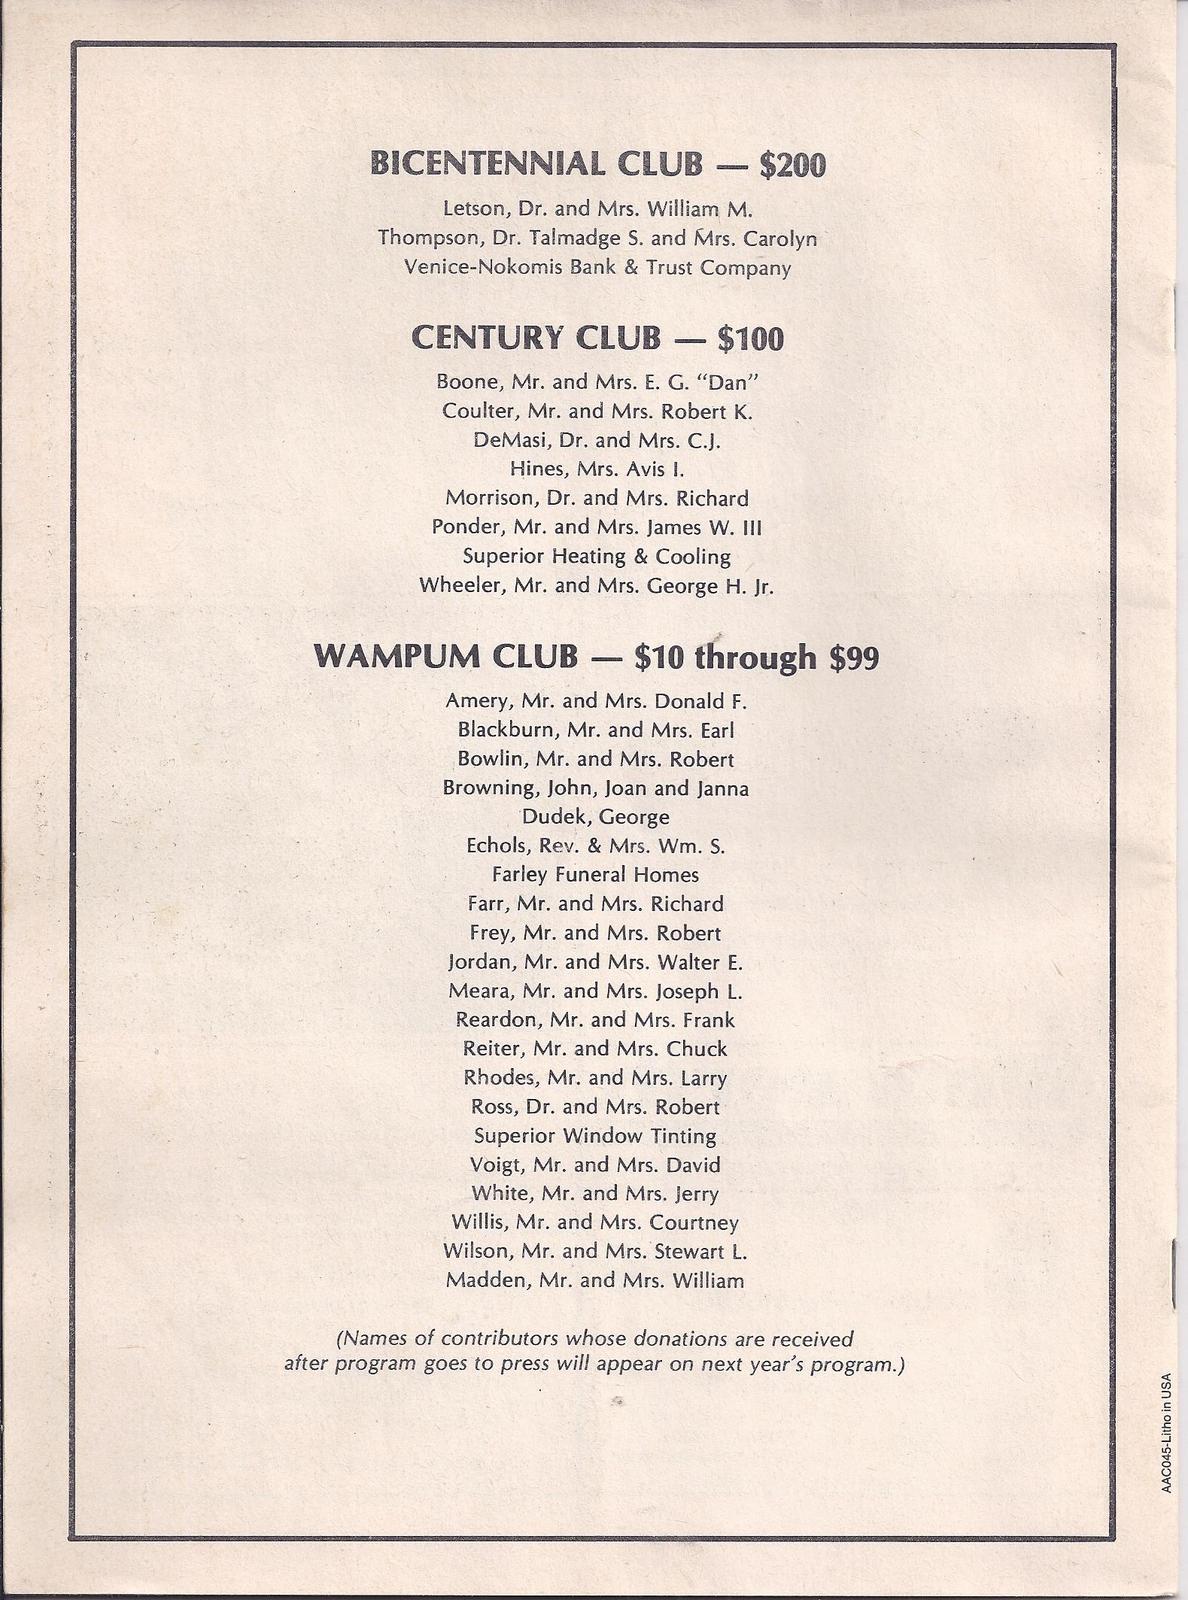 BICENTENNIAL CLUB — $200
Letson, Dr. and Mrs. William M.
Thompson, Dr. Talmadge S. and Mrs. Carolyn
Venice-Nokomis Bank & Trust Company
CENTURY CLUB — $100
Boone, Mr. and Mrs. E. G. “Dan”
Coulter, Mr. and Mrs. Robert K.
DeMasi, Dr. and Mrs. C.J.
Hines, Mrs. Avis I.
Morrison, Dr. and Mrs. Richard
Ponder, Mr. and Mrs. James W. III
Superior Heating & Cooling
Wheeler, Mr. and Mrs. George H. Jr.
WAMPUM CLUB — $10 through $99
Amery, Mr. and Mrs. Donald F.
Blackburn, Mr. and Mrs. Earl
Bowlin, Mr. and Mrs. Robert
Browning, John, Joan and Janna
Dudek, George
Echols, Rev. & Mrs. Wm. S.
Farley Funeral Homes
Farr, Mr. and Mrs. Richard
Frey, Mr. and Mrs. Robert
Jordan, Mr. and Mrs. Walter E.
Meara, Mr. and Mrs. Joseph L.
Reardon, Mr. and Mrs. Frank
Reiter, Mr. and Mrs. Chuck
Rhodes, Mr. and Mrs. Larry
Ross, Dr. and Mrs. Robert
Superior Window Tinting
Voigt, Mr. and Mrs. David
White, Mr. and Mrs. Jerry
Willis, Mr. and Mrs. Courtney
Wilson, Mr. and Mrs. Stewart L.
Madden, Mr. and Mrs. William
(Names of contributors whose donations are received
after program goes to press will appear on next year’s program.)
AAC045-Litho in USA